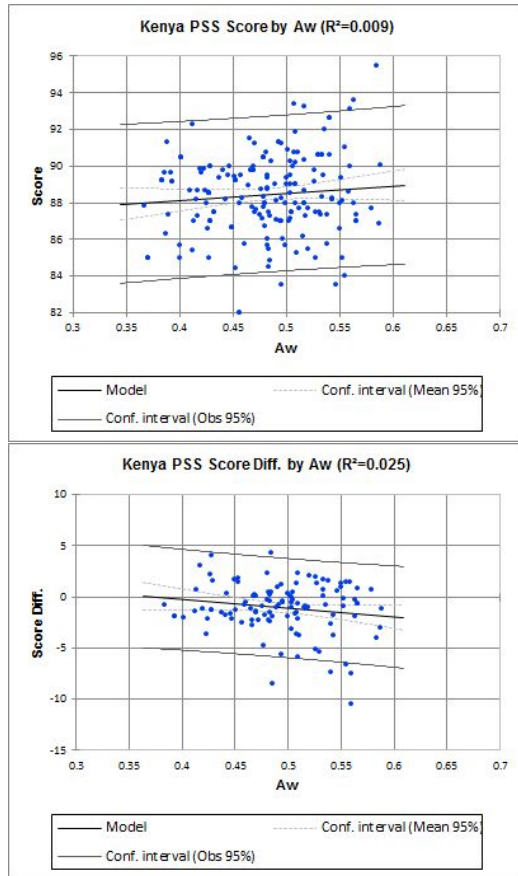 Kenya PSS Score by Aw (R²=0.009)
96
94
92
90
88
86
84
82
Score
0.3 0.35 0.4 0.45 0.5 0.55 0.6 0.65 0.7
Aw
Model Conf. interval (Mean 95%)
Conf. interval (Obs 95%)
Kenya PSS Score Diff. by Aw (R²=0.025)
10
5
0
-5
-10
-15
Score Diff.
0.3 0.35 0.4 0.45 0.5 0.55 0.6 0.65 0.7
Aw
Model Conf. interval (Mean 95%)
Conf. interval (Obs 95%)